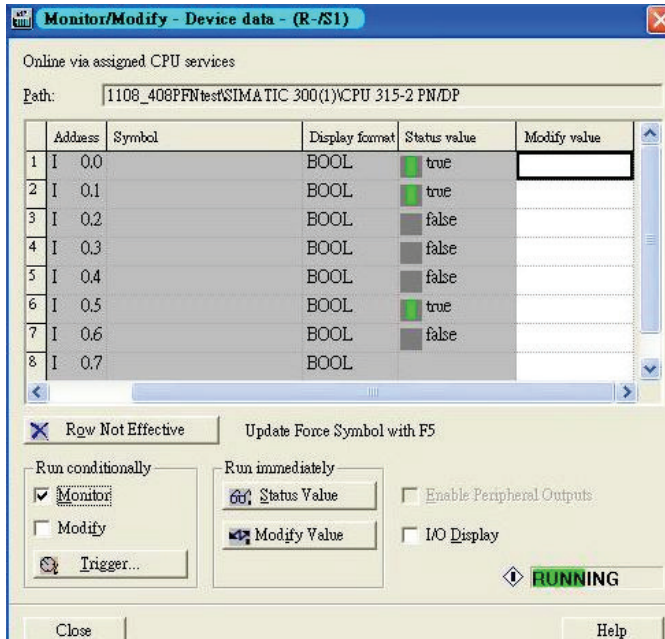 Monitor/Modify - Device data - (R-/S1)
Online via assigned CPU services
Path: 1108_408PFNtest\SIMATIC 300(1)\CPU 315-2 PN/DP
Address Symbol Display format Status value Modify value
1 I 0.0 BOOL true
2 I 0.1 BOOL true
3 I 0.2 BOOL false
4 I 0.3 BOOL false
5 I 0.4 BOOL false
6 I 0.5 BOOL true
7 I 0.6 BOOL false
8 I 0.7 BOOL
Row Not Effective Update Force Symbol with F5
Run conditionally Run immediately
Monitor Status Value Enable Peripheral Outputs
Modify Modify Value I/O Display
Trigger... RUNNING
Close Help